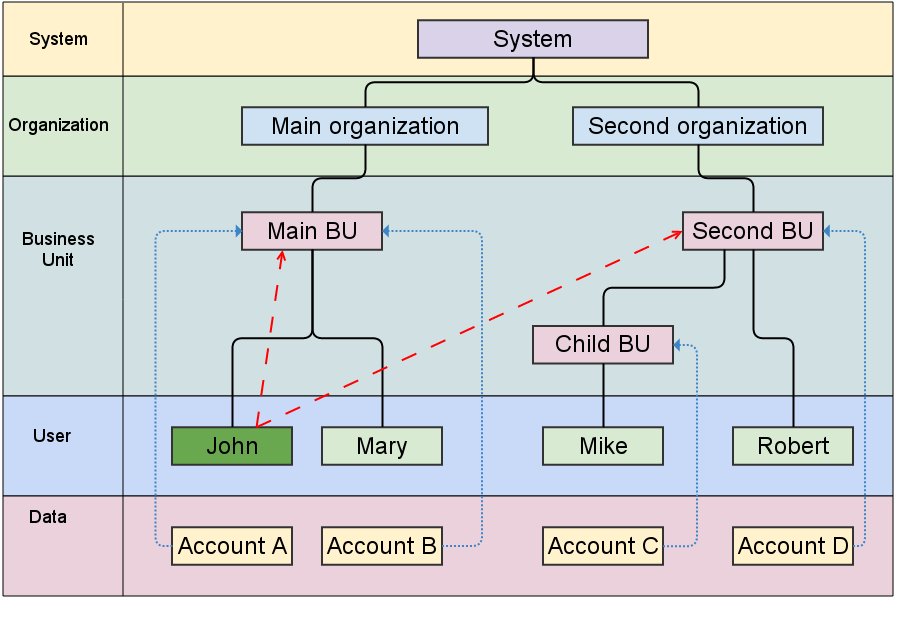 System
System
Organization
Main organization
Second organization
Business
Unit
Main BU
Second BU
Child BU
User
John
Mary
Mike
Robert
Data
Account A
Account B
Account C
Account D